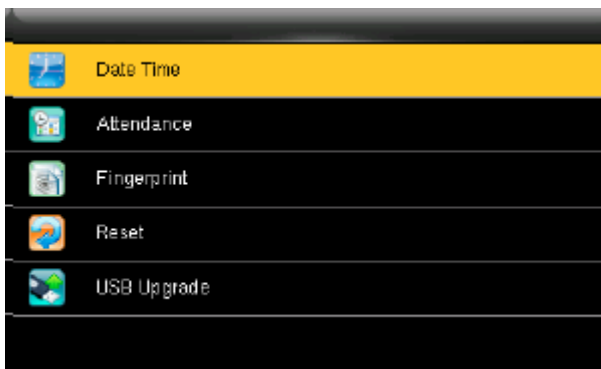 Date Time
Attendance
Fingerprint
Reset
USB Upgrade